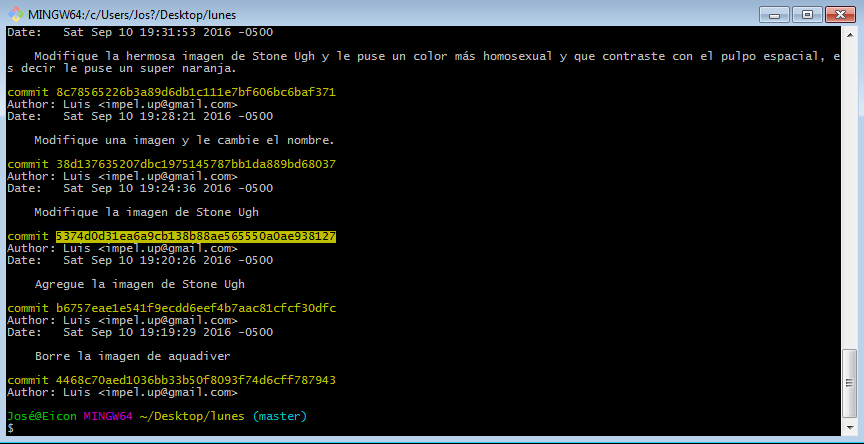 MINGW64:/c/Users/Jos?/Desktop/lunes
Date:   Sat Sep 10 19:31:53 2016 -0500
    Modifique la hermosa imagen de Stone Ugh y le puse un color más homosexual y que contraste con el pulpo espacial, e
s decir le puse un super naranja.
commit 8c78565226b3a89d6db1c111e7bf606bc6baf371
Author: Luis <impel.up@gmail.com>
Date:   Sat Sep 10 19:28:21 2016 -0500
    Modifique una imagen y le cambie el nombre.
commit 38d137635207dbc1975145787bb1da889bd68037
Author: Luis <impel.up@gmail.com>
Date:   Sat Sep 10 19:24:36 2016 -0500
    Modifique la imagen de Stone Ugh
commit 5374d0d31ea6a9cb138b88ae565550a0ae938127
Author: Luis <impel.up@gmail.com>
Date:   Sat Sep 10 19:20:26 2016 -0500
    Agregue la imagen de Stone Ugh
commit b6757eae1e541f9ecdd6eef4b7aac81cfcf30dfc
Author: Luis <impel.up@gmail.com>
Date:   Sat Sep 10 19:19:29 2016 -0500
    Borre la imagen de aquadiver
commit 4468c70aed1036bb33b50f8093f74d6cff787943
Author: Luis <impel.up@gmail.com>
José@Eicon MINGW64 ~/Desktop/lunes (master)
$